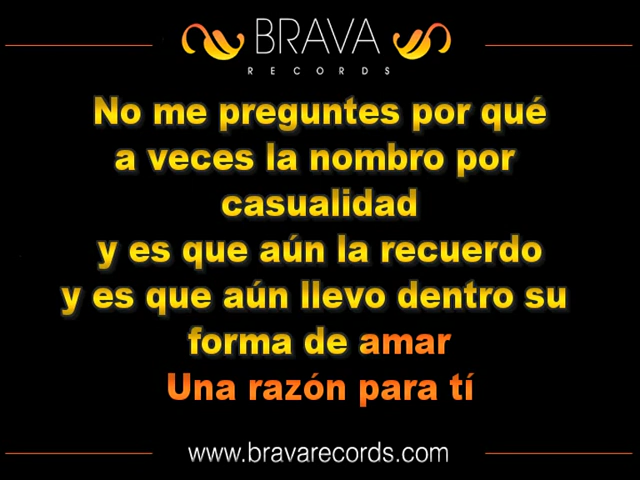 BRAVA
RECORDS
No me preguntes por qué
a veces la nombro por
casualidad
y es que aún la recuerdo
y es que aún llevo dentro su
forma de amar
Una razón para tí
www.bravarecords.com